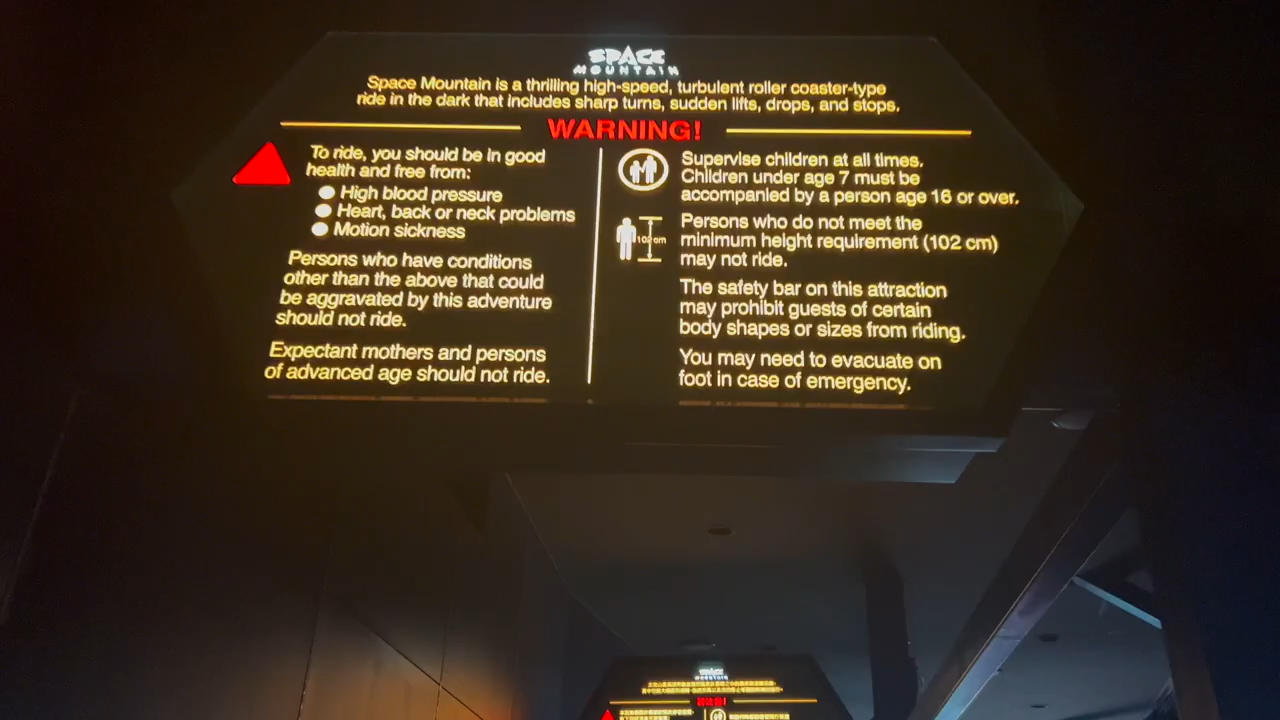 SPACE
MOUNTAIN
Space Mountain is a thrilling high-speed, turbulent roller coaster-type
ride in the dark that includes sharp turns, sudden lifts, drops, and stops.
WARNING!
To ride, you should be in good
health and free from:
High blood pressure
Heart, back or neck problems
Motion sickness
Persons who have conditions
other than the above that could
be aggravated by this adventure
should not ride.
Expectant mothers and persons
of advanced age should not ride.
Supervise children at all times.
Children under age 7 must be
accompanied by a person age 16 or over.
102 cm
Persons who do not meet the
minimum height requirement (102 cm)
may not ride.
The safety bar on this attraction
may prohibit guests of certain
body shapes or sizes from riding.
You may need to evacuate on
foot in case of emergency.
SPACE
MOUNTAIN